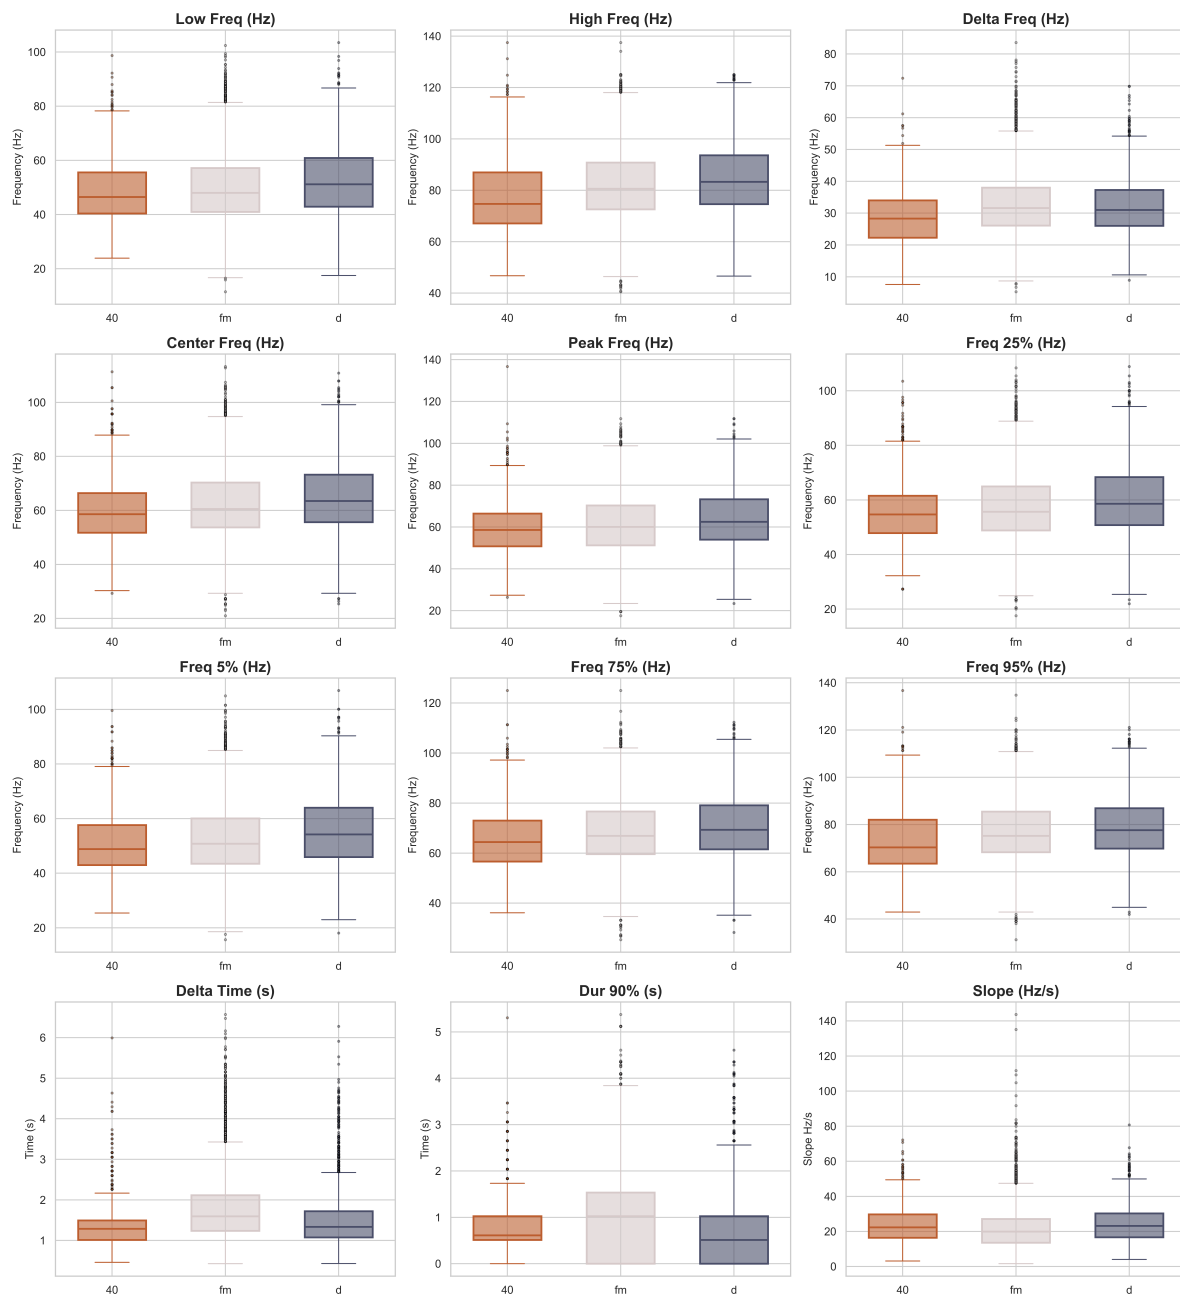 Low Freq (Hz)
High Freq (Hz)
Delta Freq (Hz)
Frequency (Hz)
100
80
60
40
20
40
fm
d
Frequency (Hz)
140
120
100
80
60
40
40
fm
d
Frequency (Hz)
80
70
60
50
40
30
20
10
40
fm
d
Center Freq (Hz)
Peak Freq (Hz)
Freq 25% (Hz)
Frequency (Hz)
100
80
60
40
20
40
fm
d
Frequency (Hz)
140
120
100
80
60
40
20
40
fm
d
Frequency (Hz)
100
80
60
40
20
40
fm
d
Freq 5% (Hz)
Freq 75% (Hz)
Freq 95% (Hz)
Frequency (Hz)
100
80
60
40
20
40
fm
d
Frequency (Hz)
120
100
80
60
40
40
fm
d
Frequency (Hz)
140
120
100
80
60
40
40
fm
d
Delta Time (s)
Dur 90% (s)
Slope (Hz/s)
Time (s)
6
5
4
3
2
1
40
fm
d
Time (s)
5
4
3
2
1
0
40
fm
d
Slope Hz/s
140
120
100
80
60
40
20
0
40
fm
d